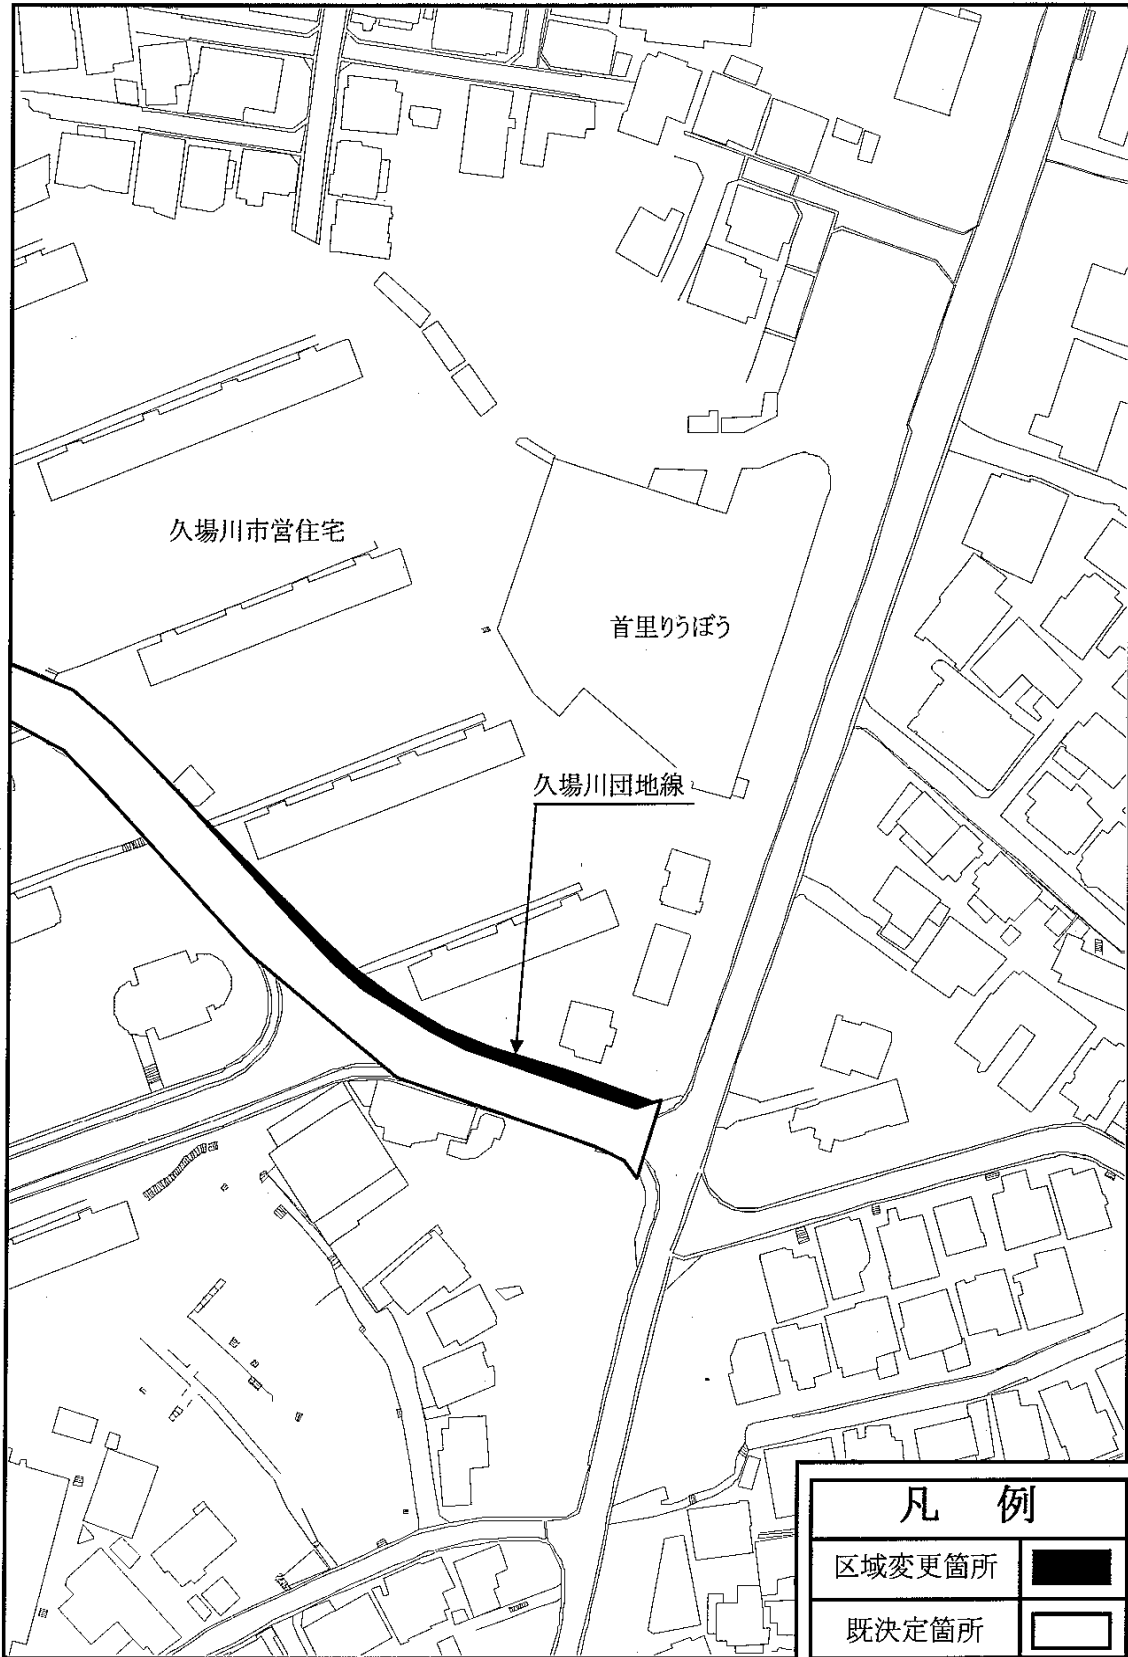 久場川市営住宅
首里りうぼう
久場川団地線
凡 例
区域変更箇所
既決定箇所